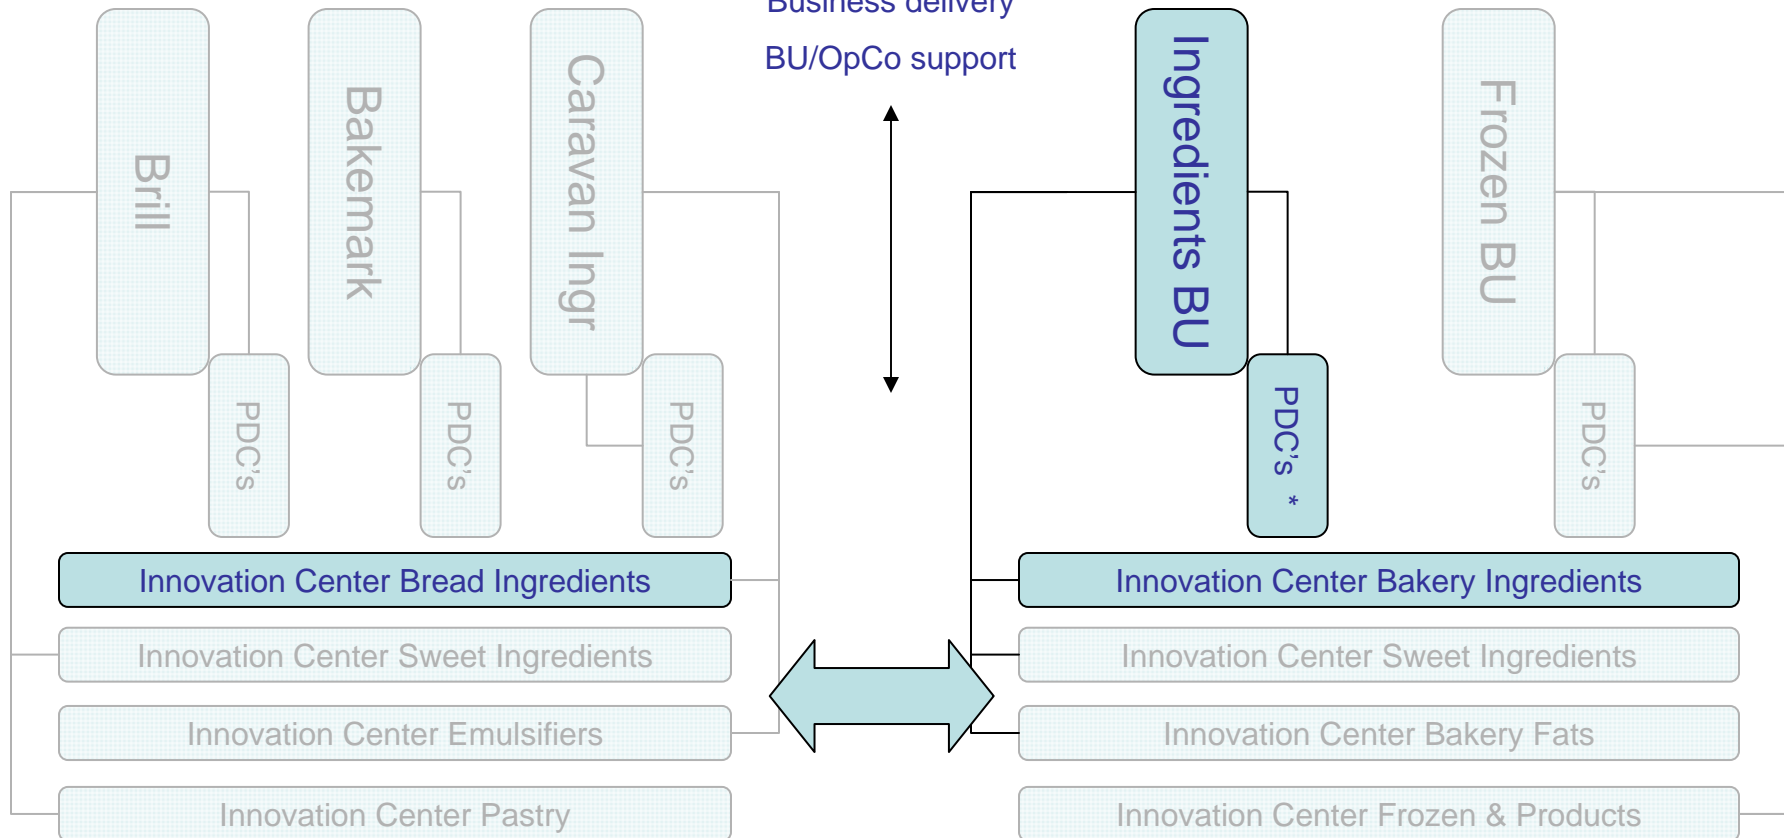 Business delivery
BU/OpCo support
Brill
Bakemark
Caravan Ingr
Ingredients BU
Frozen BU
PDC's
PDC's
PDC's
PDC's *
PDC's
Innovation Center Bread Ingredients
Innovation Center Bakery Ingredients
Innovation Center Sweet Ingredients
Innovation Center Sweet Ingredients
Innovation Center Emulsifiers
Innovation Center Bakery Fats
Innovation Center Pastry
Innovation Center Frozen & Products